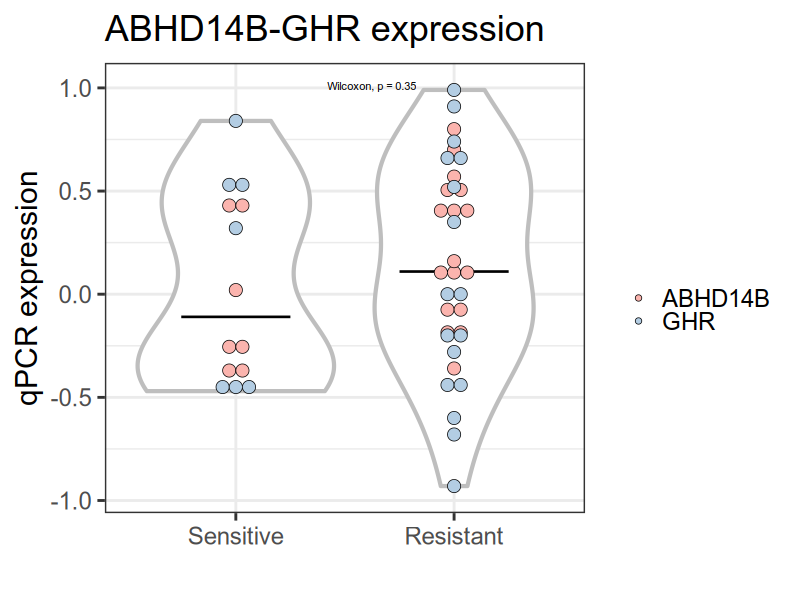 ABHD14B-GHR expression
Wilcoxon, p = 0.35
1.0
0.5
0.0
-0.5
-1.0
qPCR expression
Sensitive
Resistant
ABHD14B
GHR